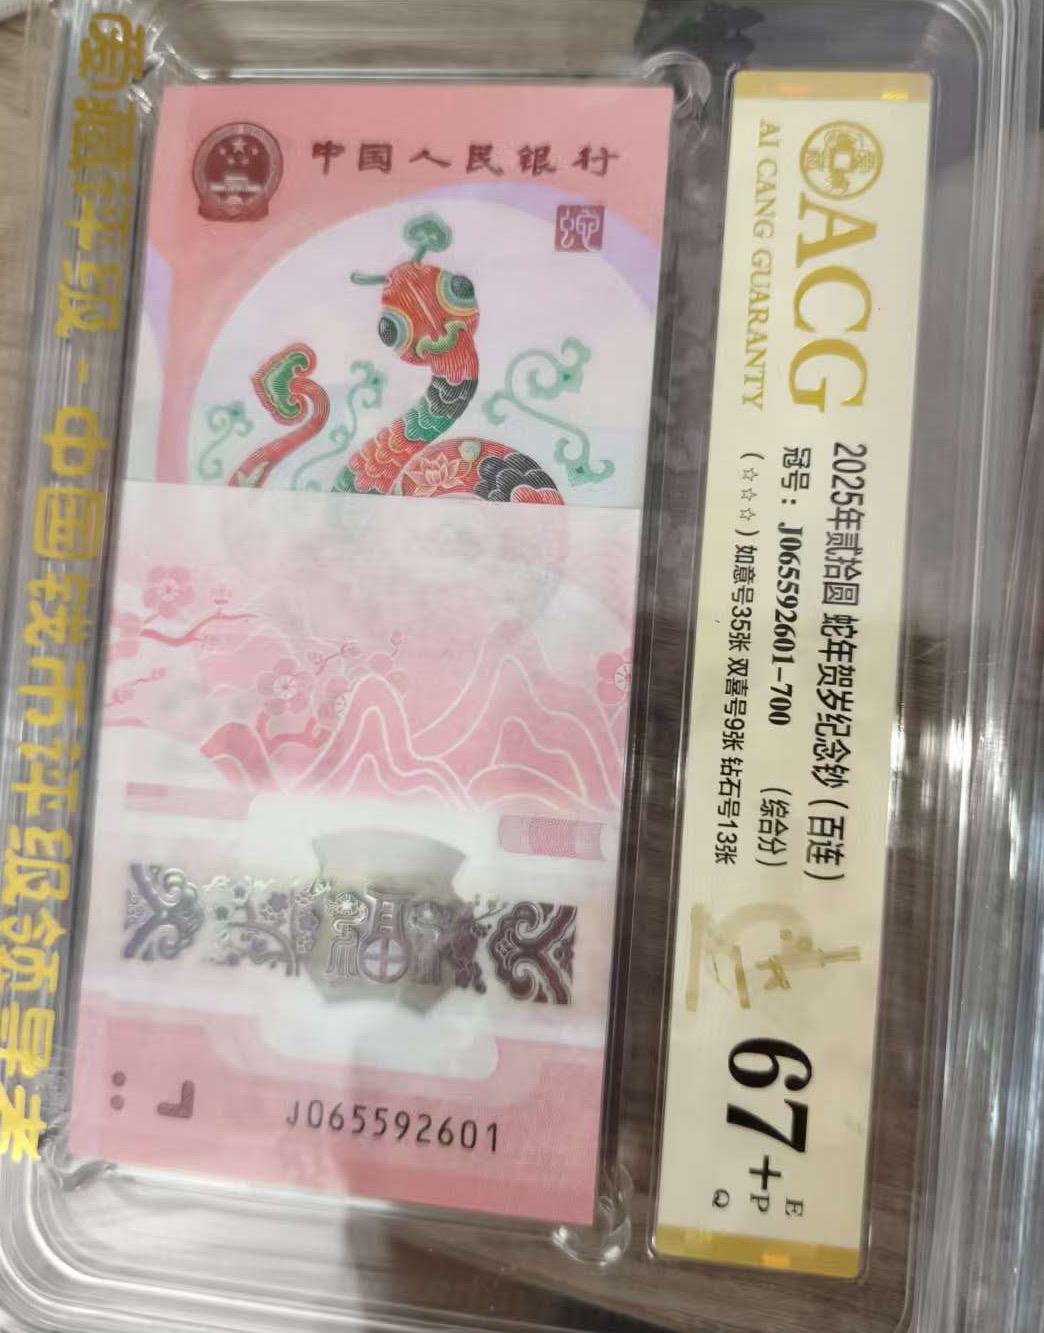 爱藏评级-中国钱币评级领导者
中国人民银行
J065592601
ACG
AI CANG GUARANTY
2025年贰拾圆 蛇年贺岁纪念钞（百连）
冠号：J065592601-700 （综合分）
（☆☆☆）如意号35张 双喜号9张 钻石号13张
67+
E
P
Q